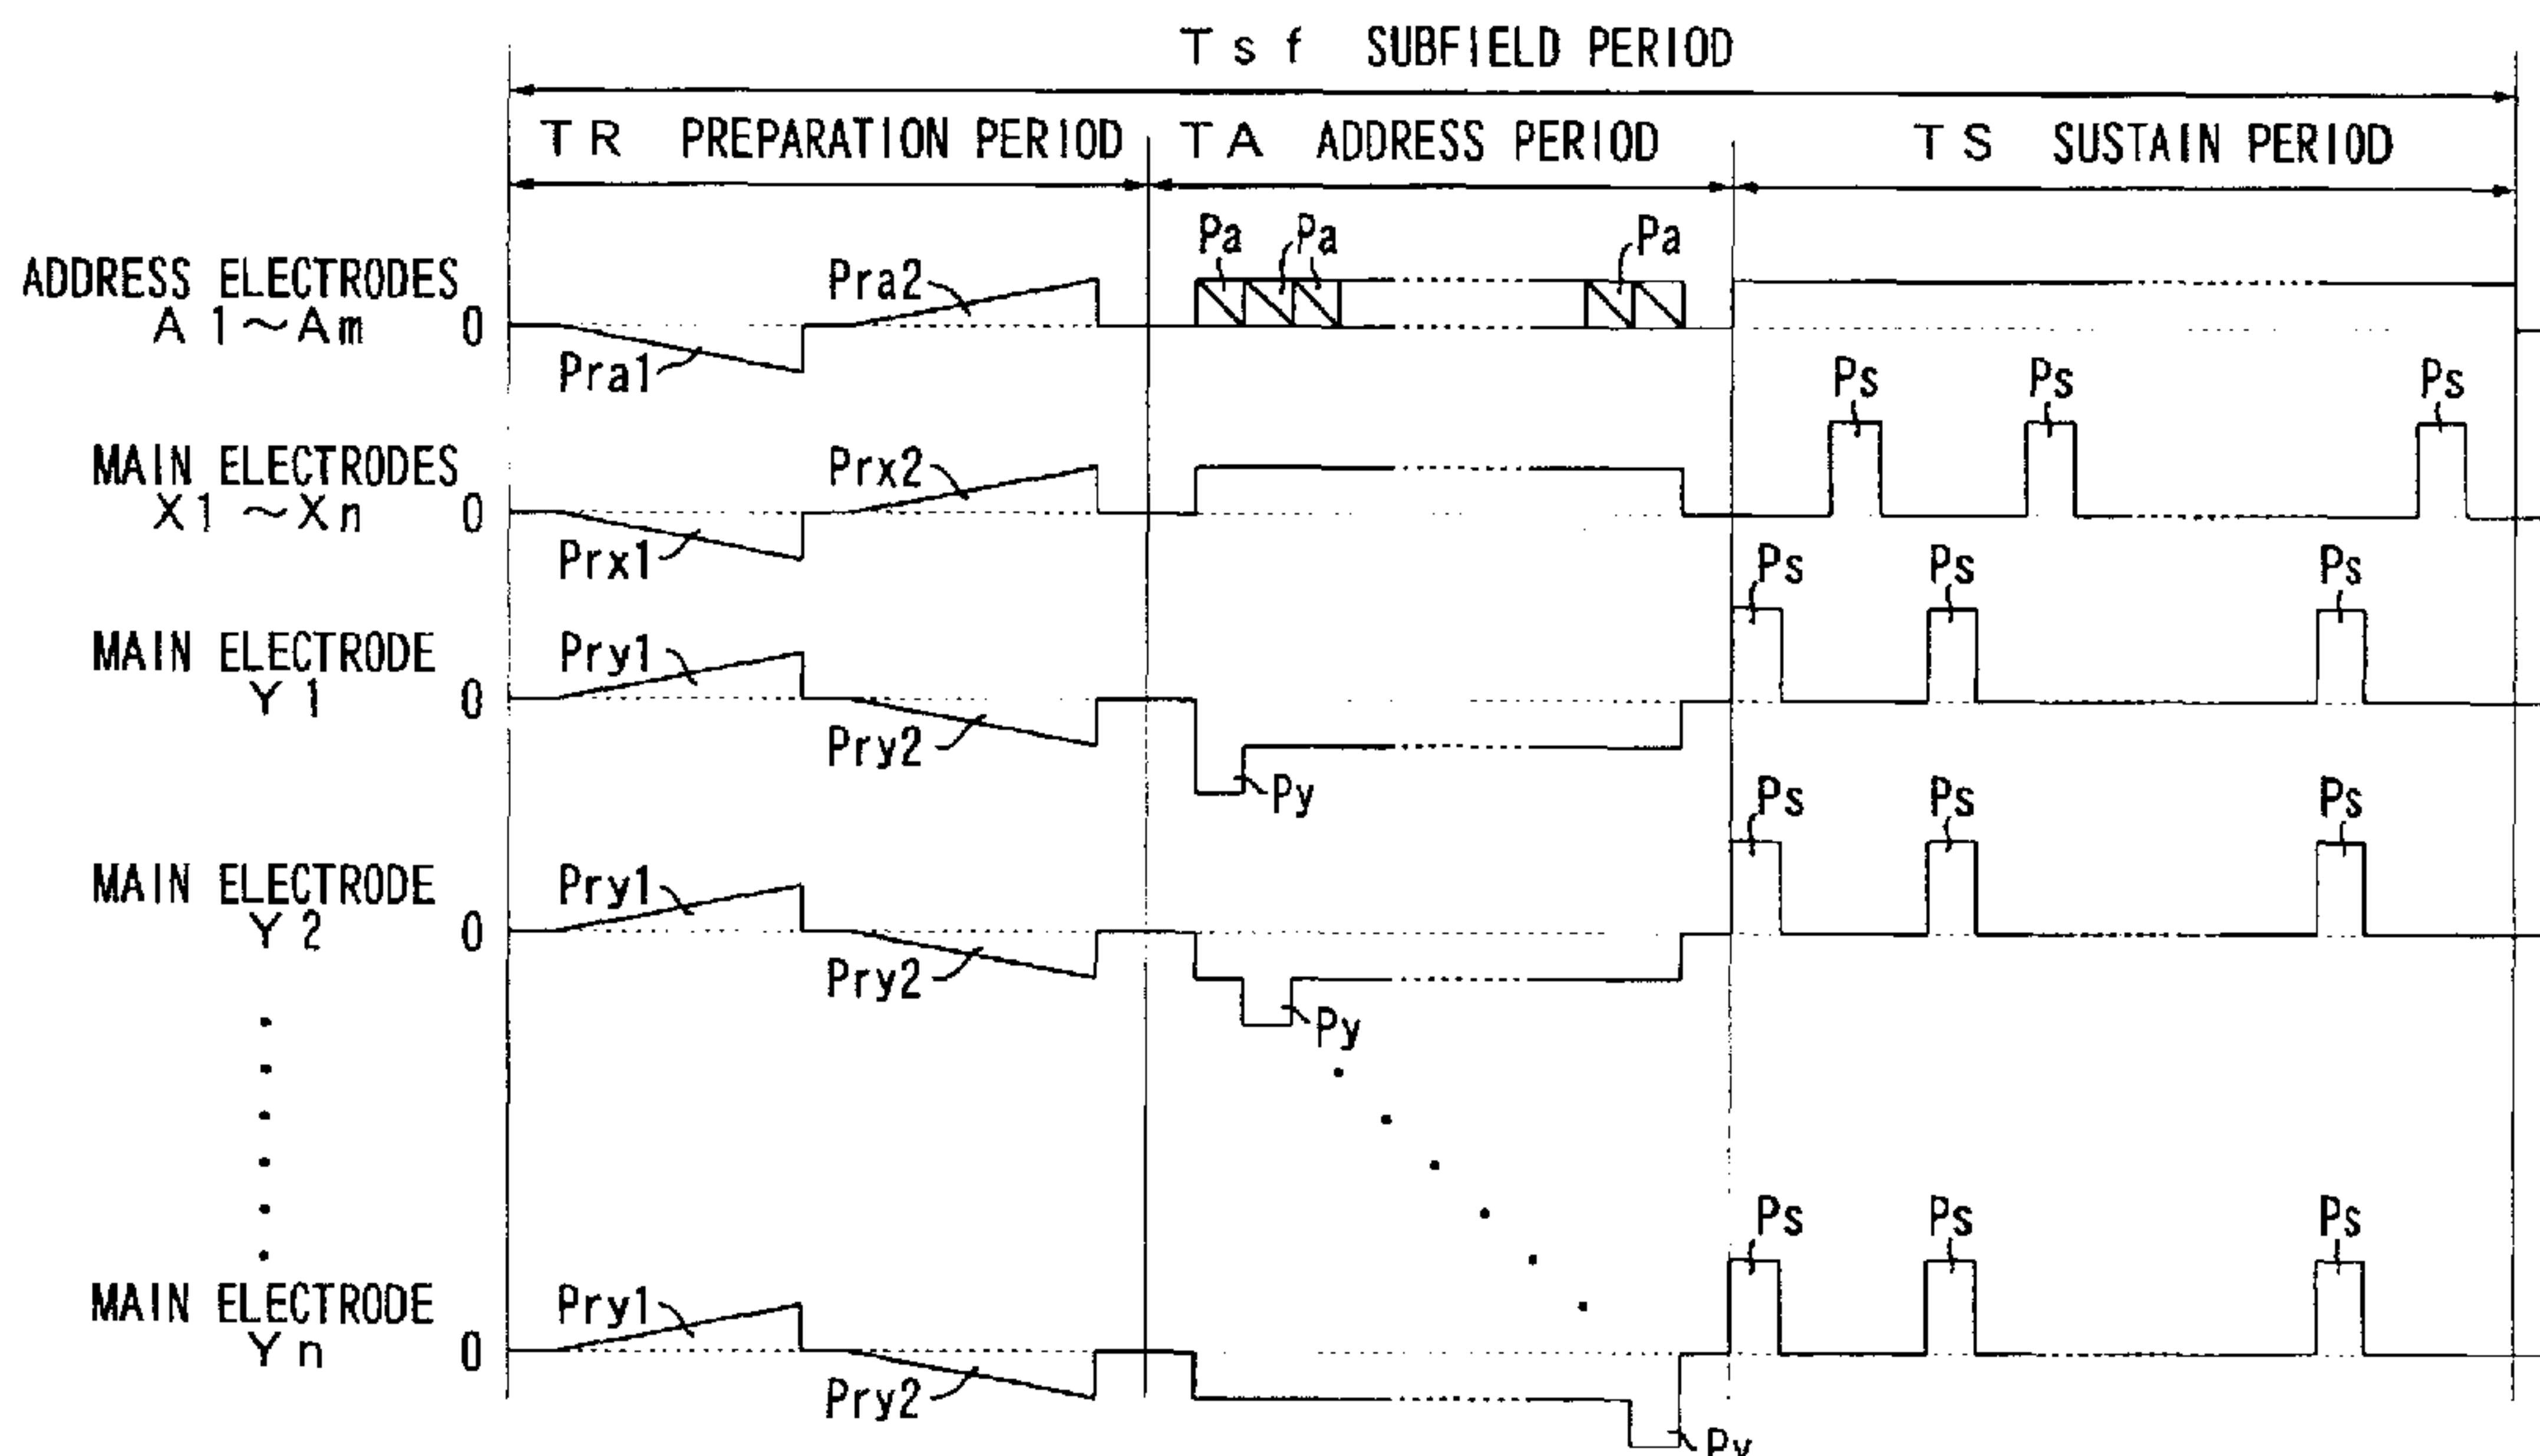 Tsf SUBFIELD PERIOD
TR PREPARATION PERIOD TA ADDRESS PERIOD TS SUSTAIN PERIOD
Pa Pa Pa
ADDRESS ELECTRODES
A1~Am 0 Pra1 Pra2
Ps Ps Ps
MAIN ELECTRODES
X1~Xn 0 Prx1 Prx2
Ps Ps Ps
MAIN ELECTRODE
Y1 0 Pry1 Pry2 Py
Ps Ps Ps
MAIN ELECTRODE
Y2 0 Pry1 Pry2 Py
Ps Ps Ps
MAIN ELECTRODE
Yn 0 Pry1 Pry2 Py